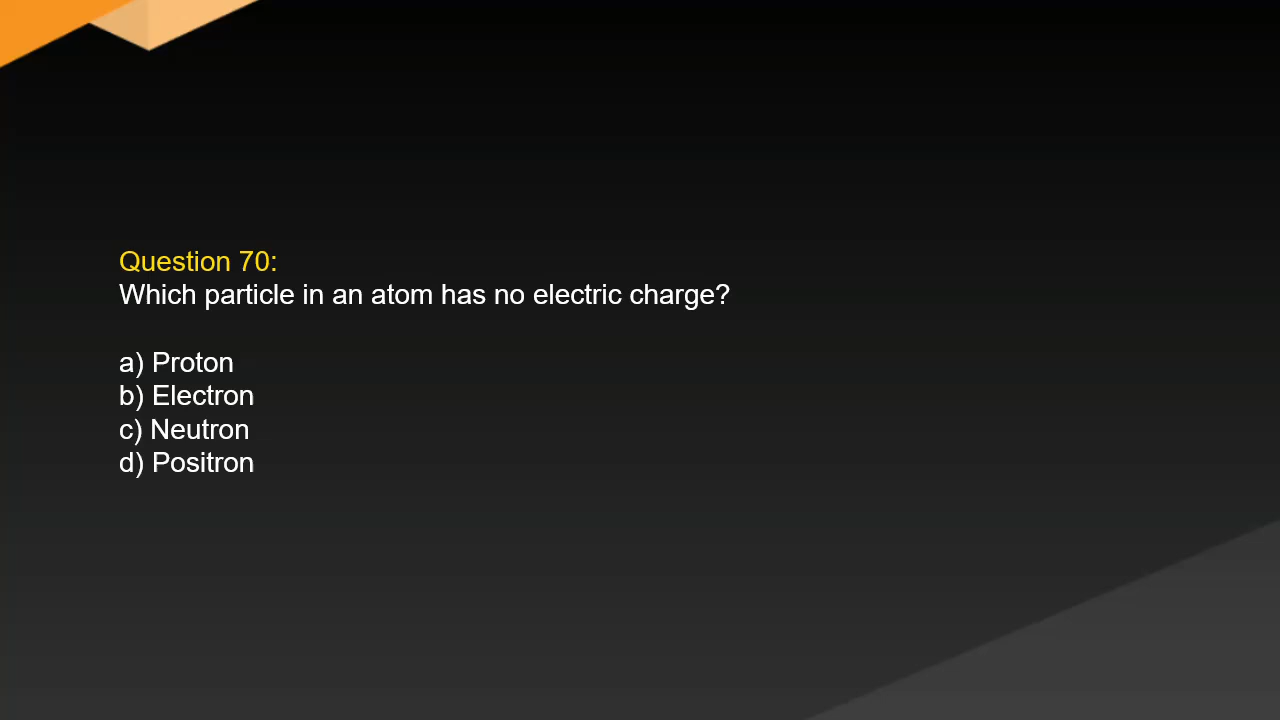 Question 70:
Which particle in an atom has no electric charge?
a) Proton
b) Electron
c) Neutron
d) Positron